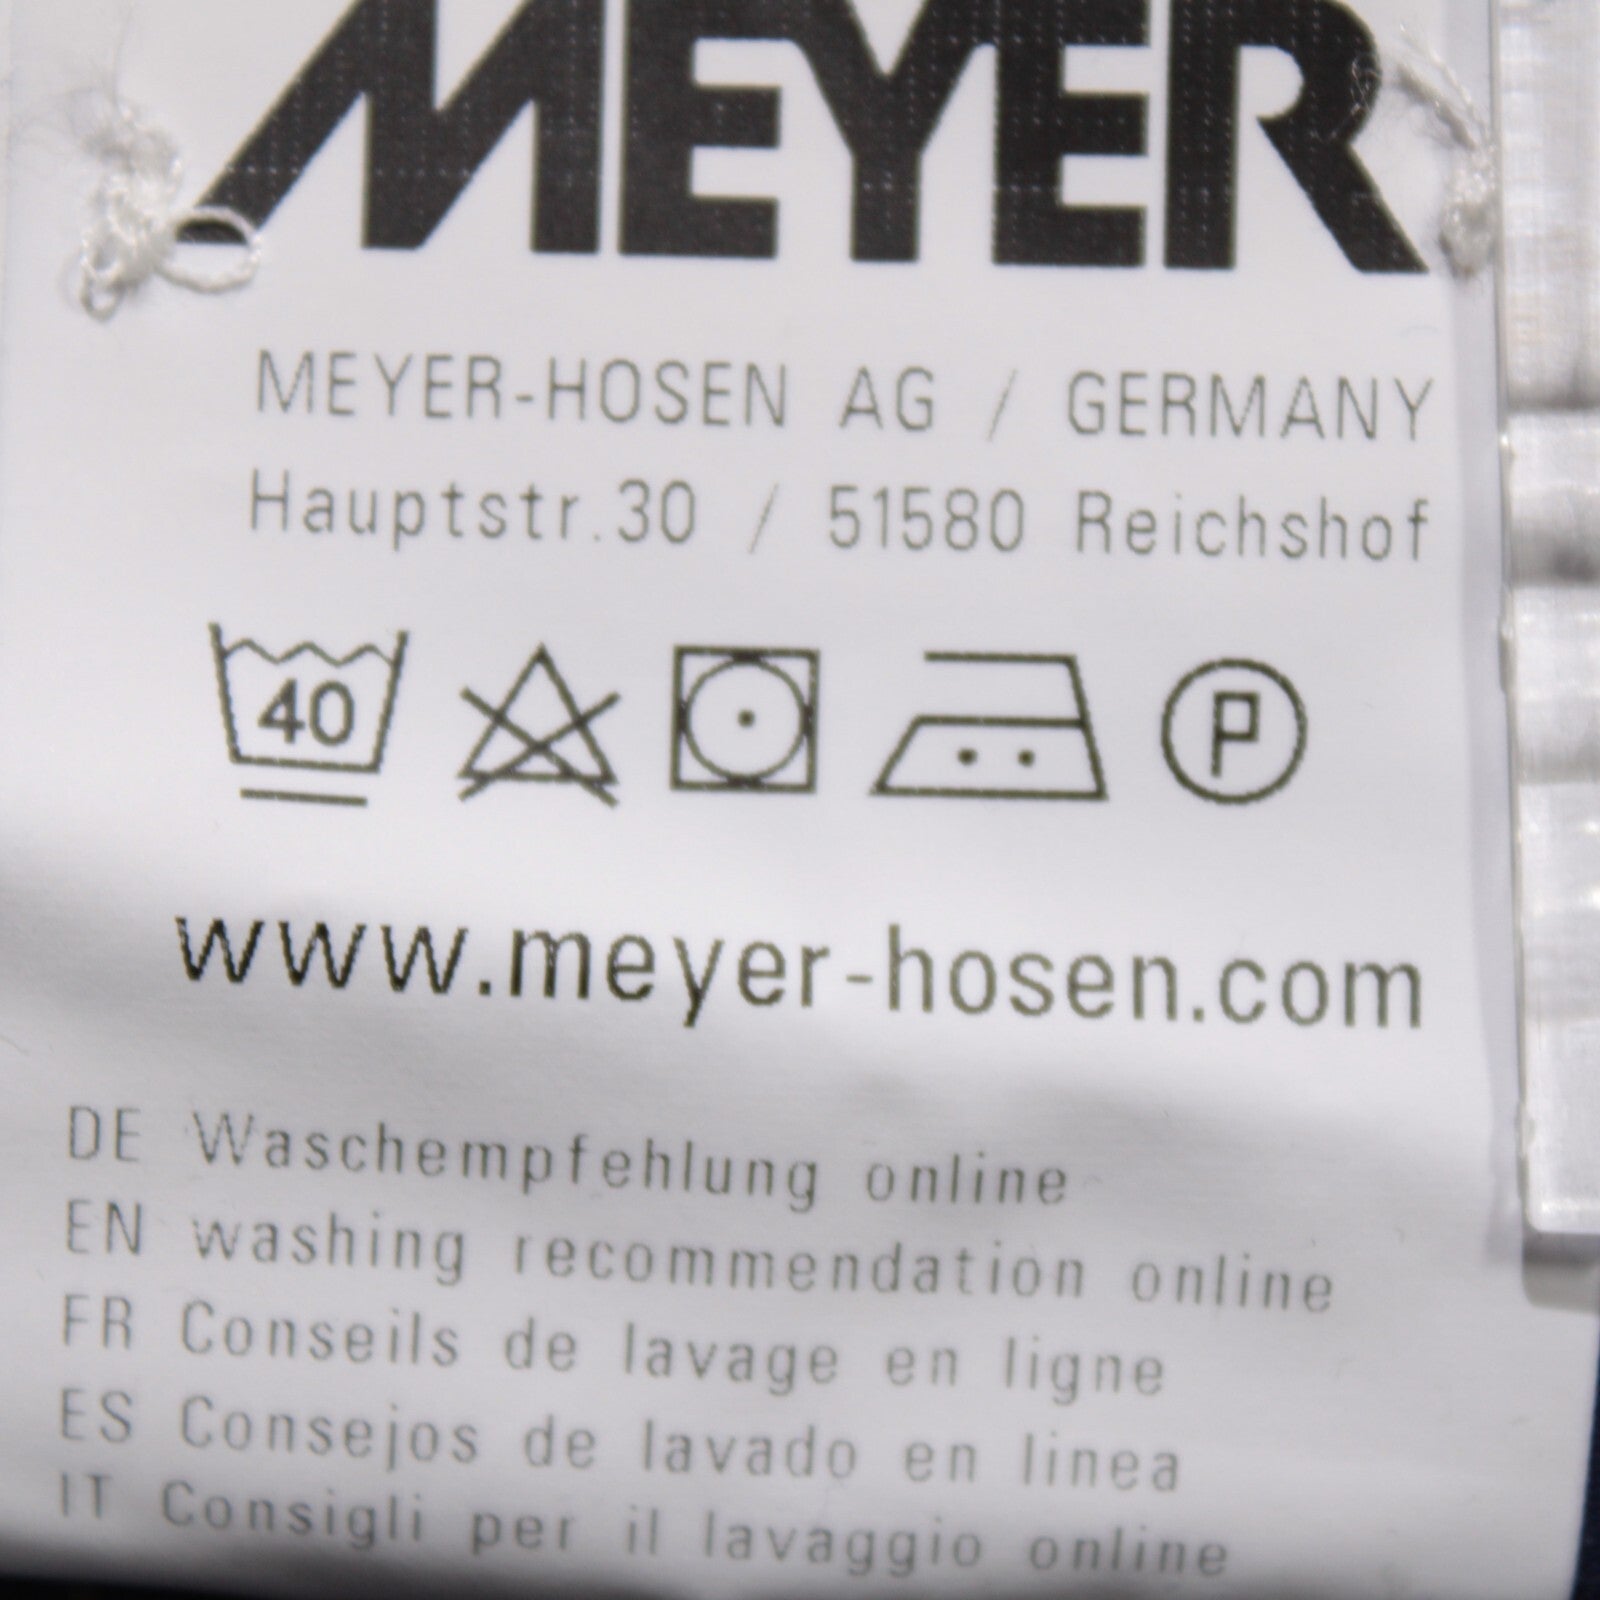 MEYER
MEYER-HOSEN AG / GERMANY
Hauptstr.30 / 51580 Reichshof
40 P
www.meyer-hosen.com
DE Waschempfehlung online
EN washing recommendation online
FR Conseils de lavage en ligne
ES Consejos de lavado en linea
IT Consigli per il lavaggio online